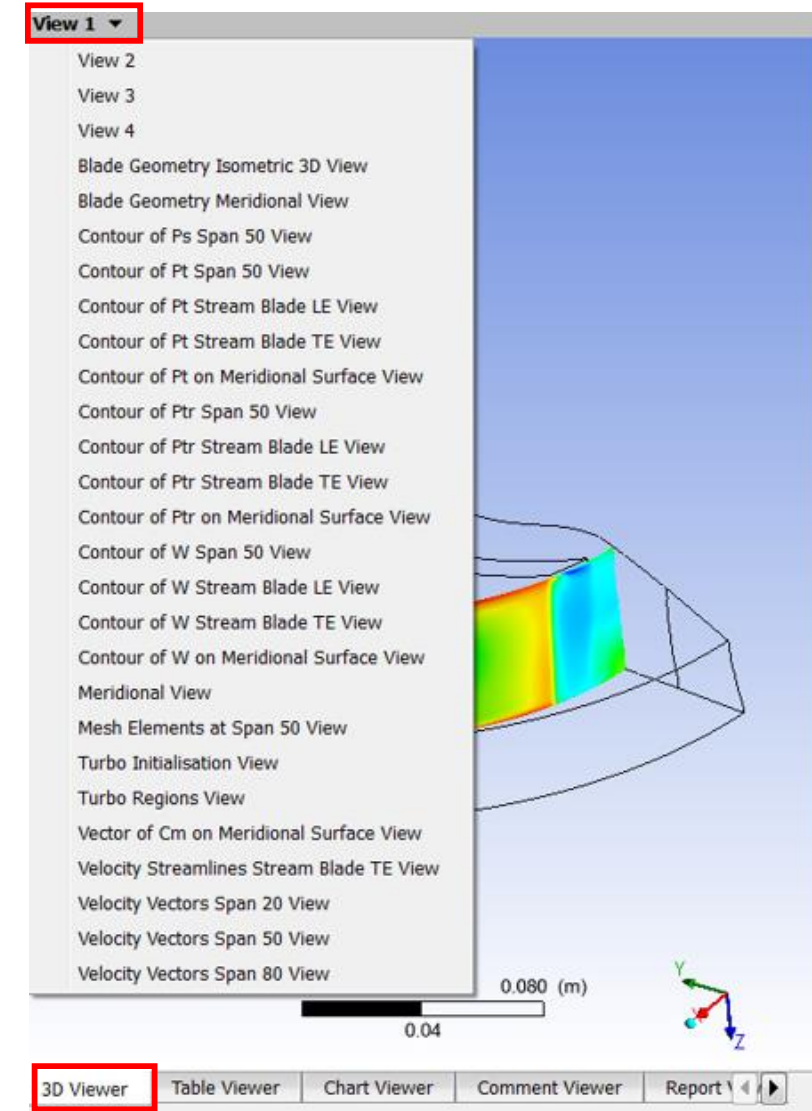 View 1
View 2
View 3
View 4
Blade Geometry Isometric 3D View
Blade Geometry Meridional View
Contour of Ps Span 50 View
Contour of Pt Span 50 View
Contour of Pt Stream Blade LE View
Contour of Pt Stream Blade TE View
Contour of Pt on Meridional Surface View
Contour of Ptr Span 50 View
Contour of Ptr Stream Blade LE View
Contour of Ptr Stream Blade TE View
Contour of Ptr on Meridional Surface View
Contour of W Span 50 View
Contour of W Stream Blade LE View
Contour of W Stream Blade TE View
Contour of W on Meridional Surface View
Meridional View
Mesh Elements at Span 50 View
Turbo Initialisation View
Turbo Regions View
Vector of Cm on Meridional Surface View
Velocity Streamlines Stream Blade TE View
Velocity Vectors Span 20 View
Velocity Vectors Span 50 View
Velocity Vectors Span 80 View
0.080 (m)
0.04
Y
X
Z
3D Viewer Table Viewer Chart Viewer Comment Viewer Report